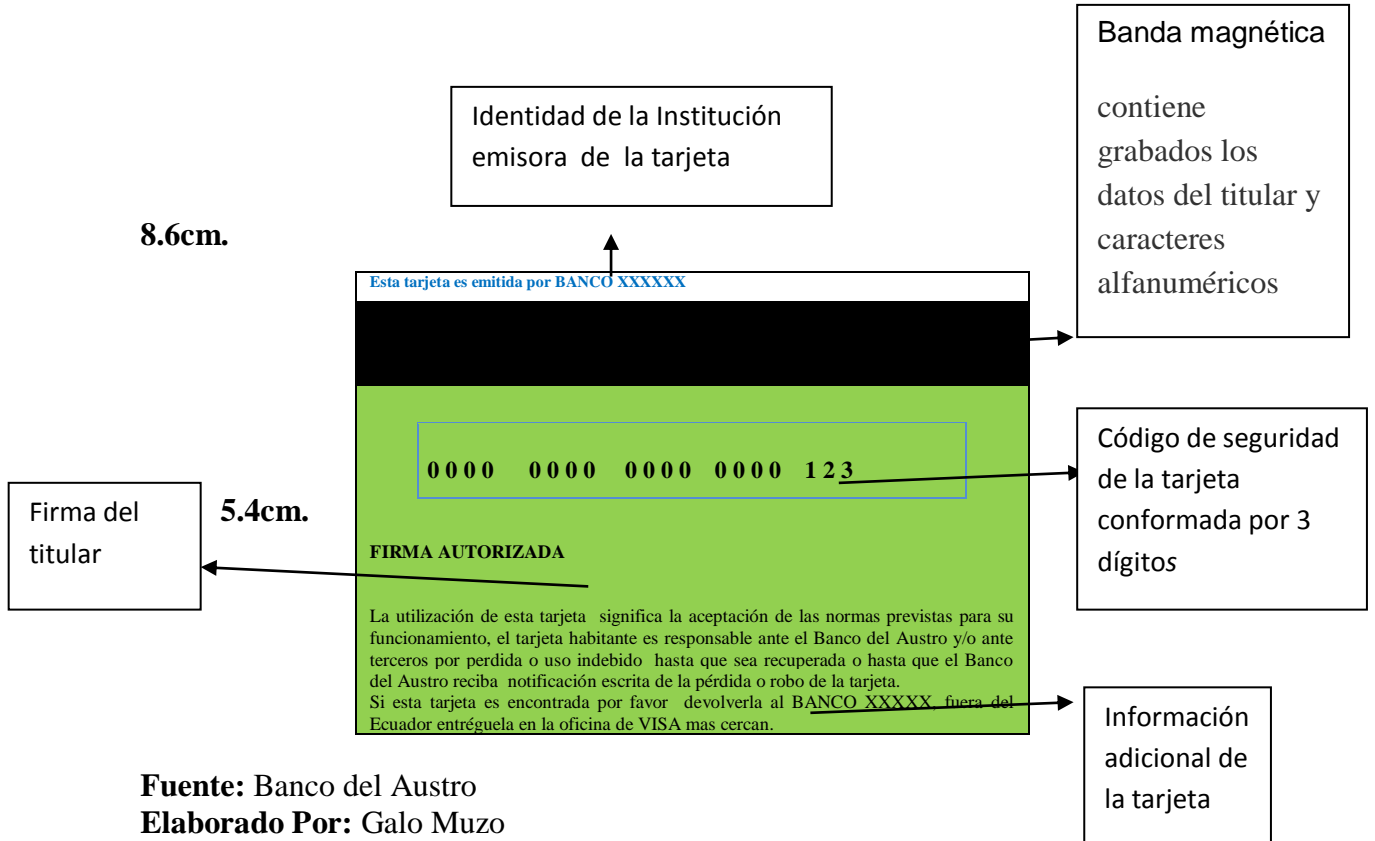 Banda magnética
contiene
grabados los
datos del titular y
caracteres
alfanuméricos
Identidad de la Institución
emisora de la tarjeta
8.6cm.
Esta tarjeta es emitida por BANCO XXXXXX
0000 0000 0000 0000 123
Código de seguridad
de la tarjeta
conformada por 3
dígitos
Firma del
titular
5.4cm.
FIRMA AUTORIZADA
La utilización de esta tarjeta significa la aceptación de las normas previstas para su
funcionamiento, el tarjeta habitante es responsable ante el Banco del Austro y/o ante
terceros por perdida o uso indebido hasta que sea recuperada o hasta que el Banco
del Austro reciba notificación escrita de la pérdida o robo de la tarjeta.
Si esta tarjeta es encontrada por favor devolverla al BANCO XXXXX, fuera del
Ecuador entréguela en la oficina de VISA mas cercan.
Información
adicional de
la tarjeta
Fuente: Banco del Austro
Elaborado Por: Galo Muzo